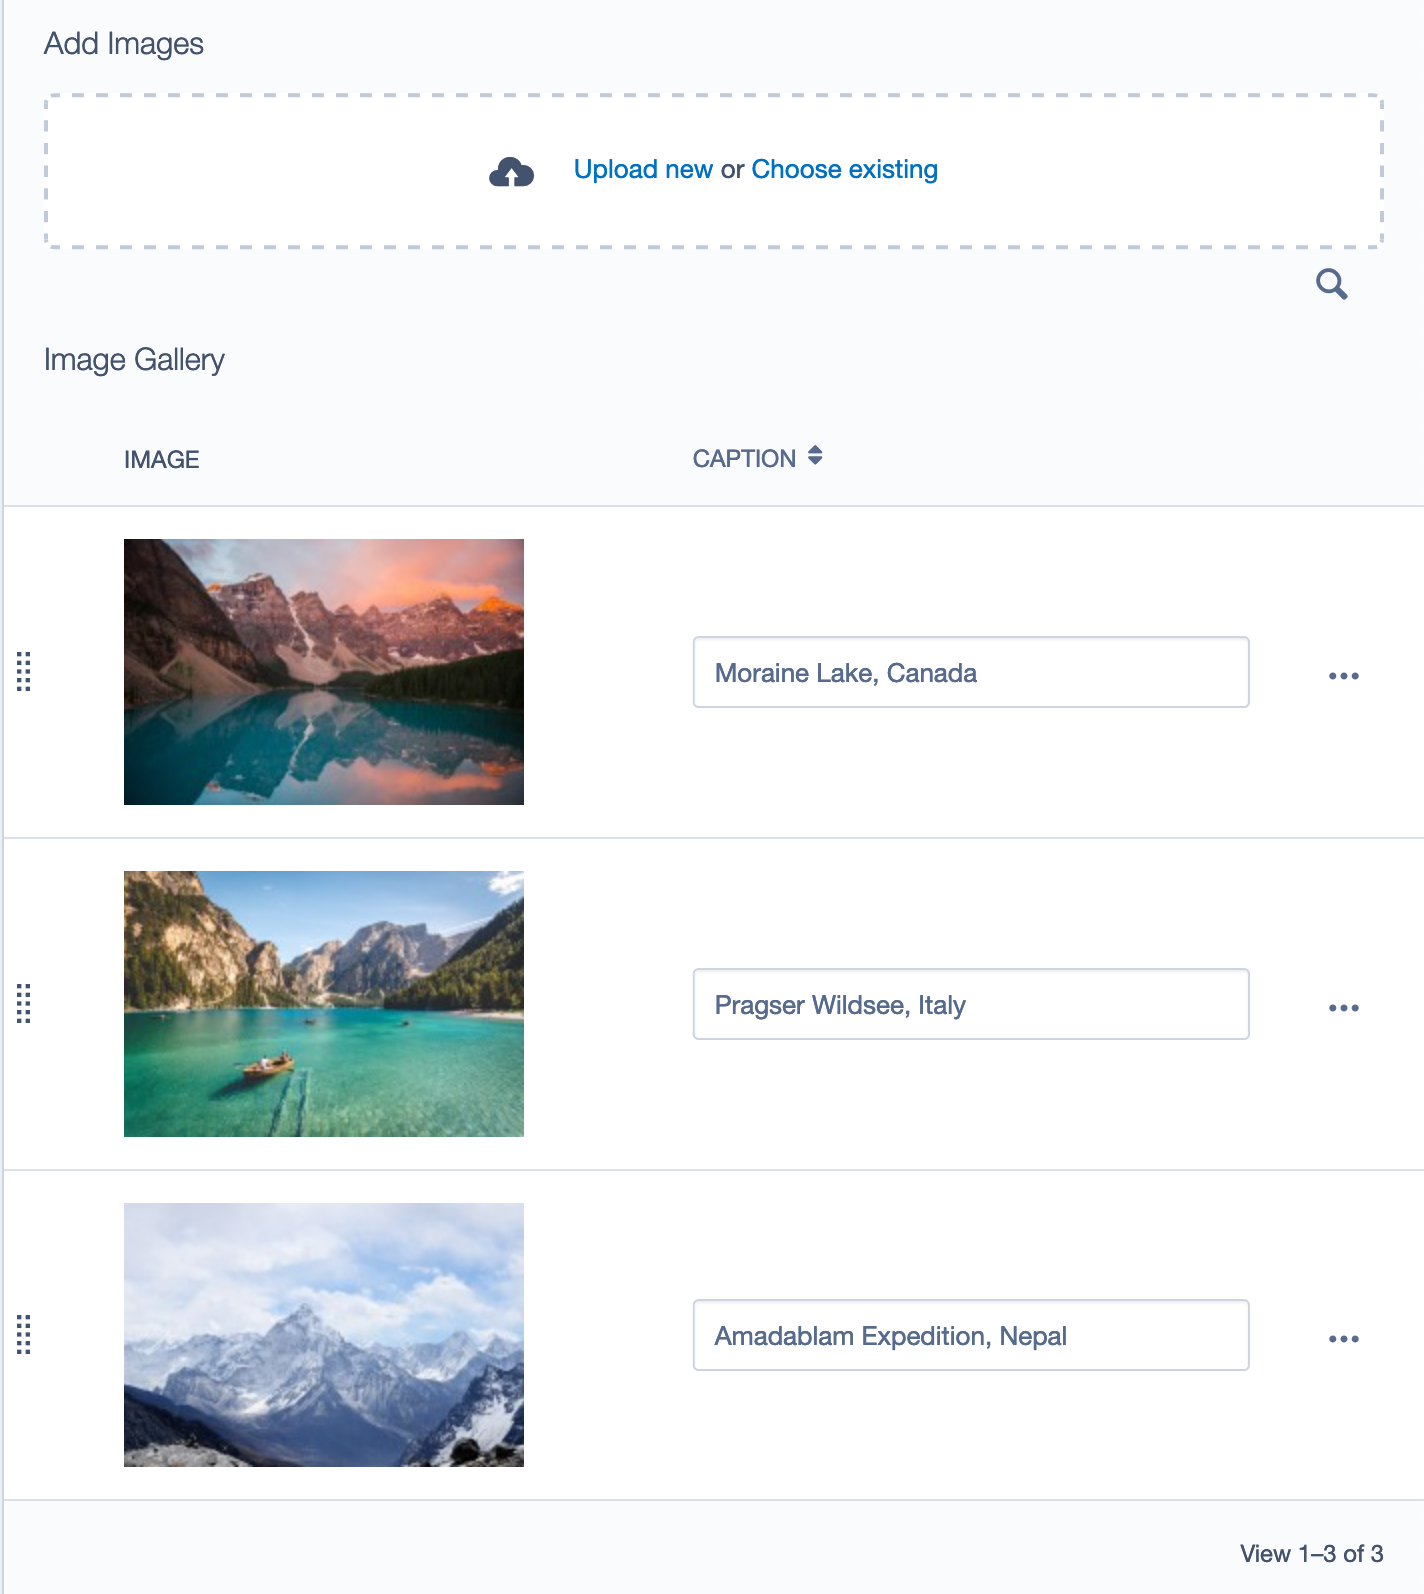 Add Images
Upload new or Choose existing
Image Gallery
IMAGE CAPTION
Moraine Lake, Canada
Pragser Wildsee, Italy
Amadablam Expedition, Nepal
View 1–3 of 3